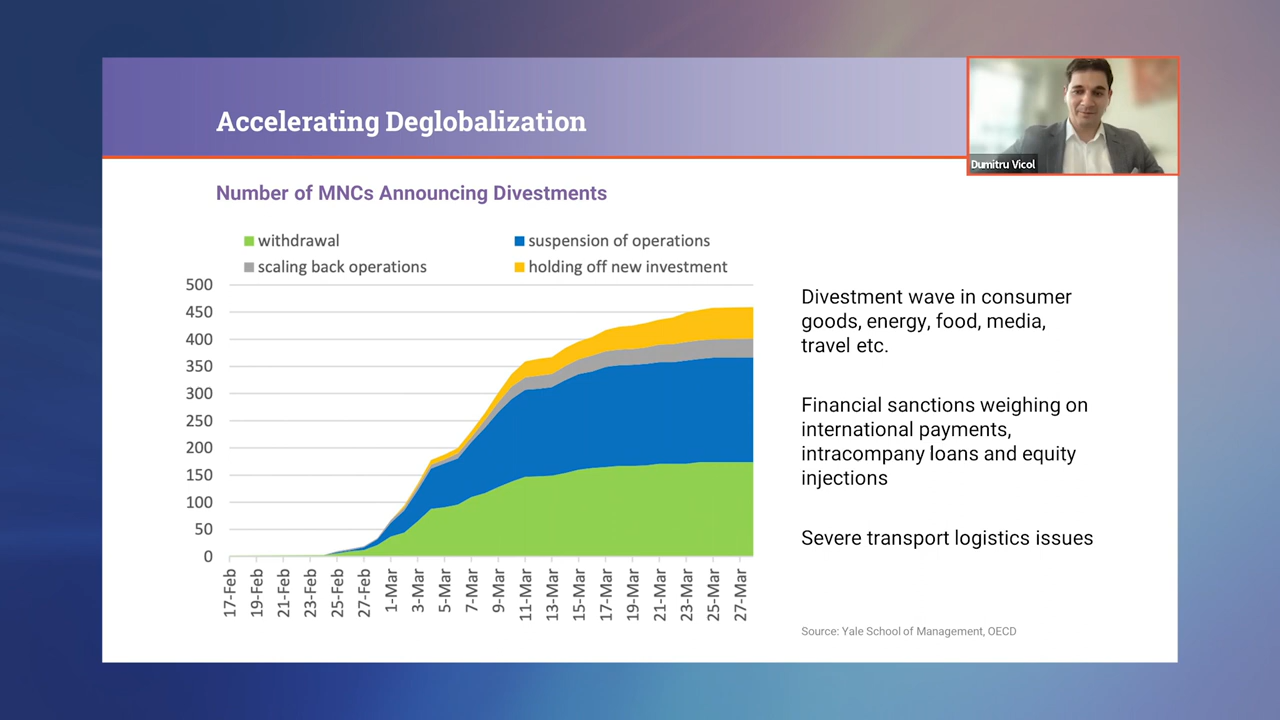 Accelerating Deglobalization
Dumitru Vicol
Number of MNCs Announcing Divestments
withdrawal
suspension of operations
scaling back operations
holding off new investment
500
450
400
350
300
250
200
150
100
50
0
17-Feb
19-Feb
21-Feb
23-Feb
25-Feb
27-Feb
1-Mar
3-Mar
5-Mar
7-Mar
9-Mar
11-Mar
13-Mar
15-Mar
17-Mar
19-Mar
21-Mar
23-Mar
25-Mar
27-Mar
Divestment wave in consumer
goods, energy, food, media,
travel etc.
Financial sanctions weighing on
international payments,
intracompany loans and equity
injections
Severe transport logistics issues
Source: Yale School of Management, OECD